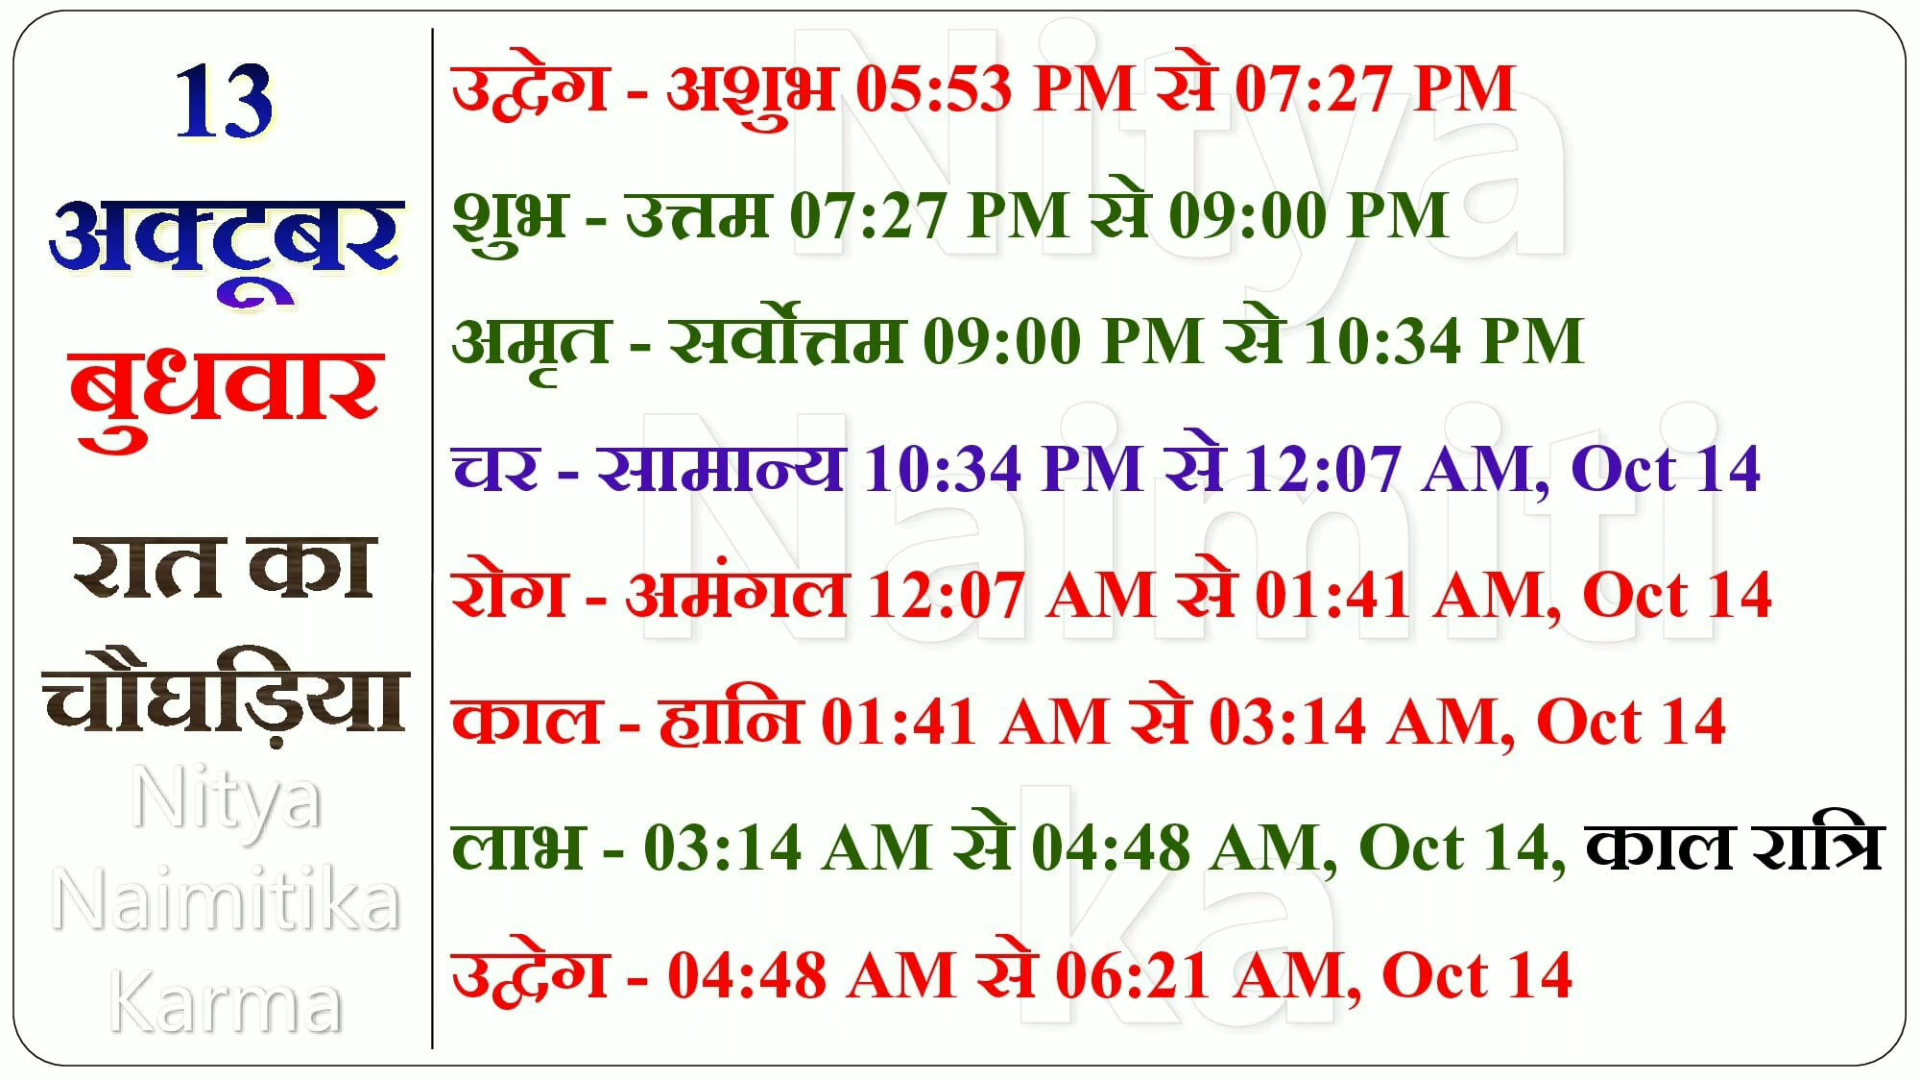 13
अक्टूबर
बुधवार
रात का
चौघड़िया
Nitya
Naimitika
Karma
उद्वेग - अशुभ 05:53 PM से 07:27 PM
शुभ - उत्तम 07:27 PM से 09:00 PM
अमृत - सर्वोत्तम 09:00 PM से 10:34 PM
चर - सामान्य 10:34 PM से 12:07 AM, Oct 14
रोग - अमंगल 12:07 AM से 01:41 AM, Oct 14
काल - हानि 01:41 AM से 03:14 AM, Oct 14
लाभ - 03:14 AM से 04:48 AM, Oct 14, काल रात्रि
उद्वेग - 04:48 AM से 06:21 AM, Oct 14
Nitya
Naimiti
ka